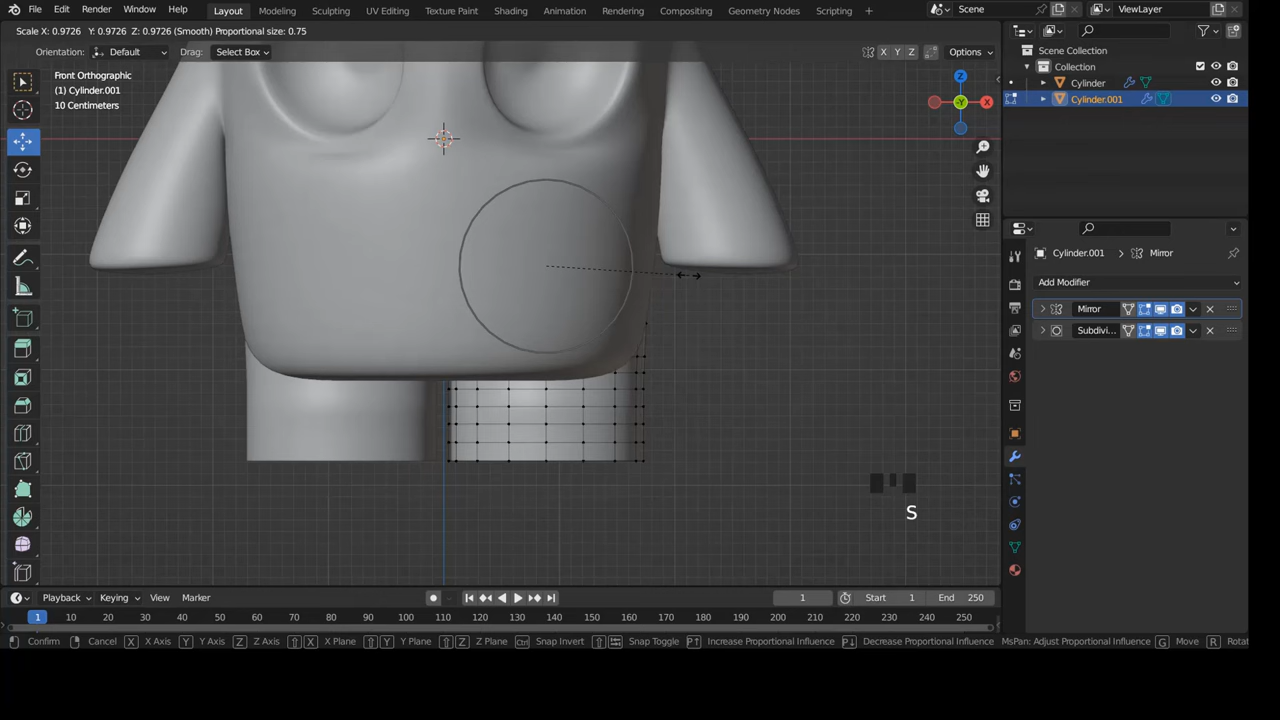 File Edit Render Window Help Layout Modeling Sculpting UV Editing Texture Paint Shading Animation Rendering Compositing Geometry Nodes Scripting + Scene ViewLayer
Scale X: 0.9726 Y: 0.9726 Z: 0.9726 (Smooth) Proportional size: 0.75
Orientation: Default Drag: Select Box X Y Z Options
Scene Collection
Collection
Cylinder
Cylinder.001
Front Orthographic
(1) Cylinder.001
10 Centimeters
Z
-Y
X
Cylinder.001 Mirror
Add Modifier
Mirror
Subdivi...
S
Playback Keying View Marker 1 Start 1 End 250
1 10 20 30 40 50 60 70 80 90 100 110 120 130 140 150 160 170 180 190 200 210 220 230 240 250
Confirm Cancel X X Axis Y Y Axis Z Z Axis X X Plane Y Y Plane Z Z Plane Ctrl Snap Invert Snap Toggle P Increase Proportional Influence P Decrease Proportional Influence MsPan: Adjust Proportional Influence G Move R Rotat